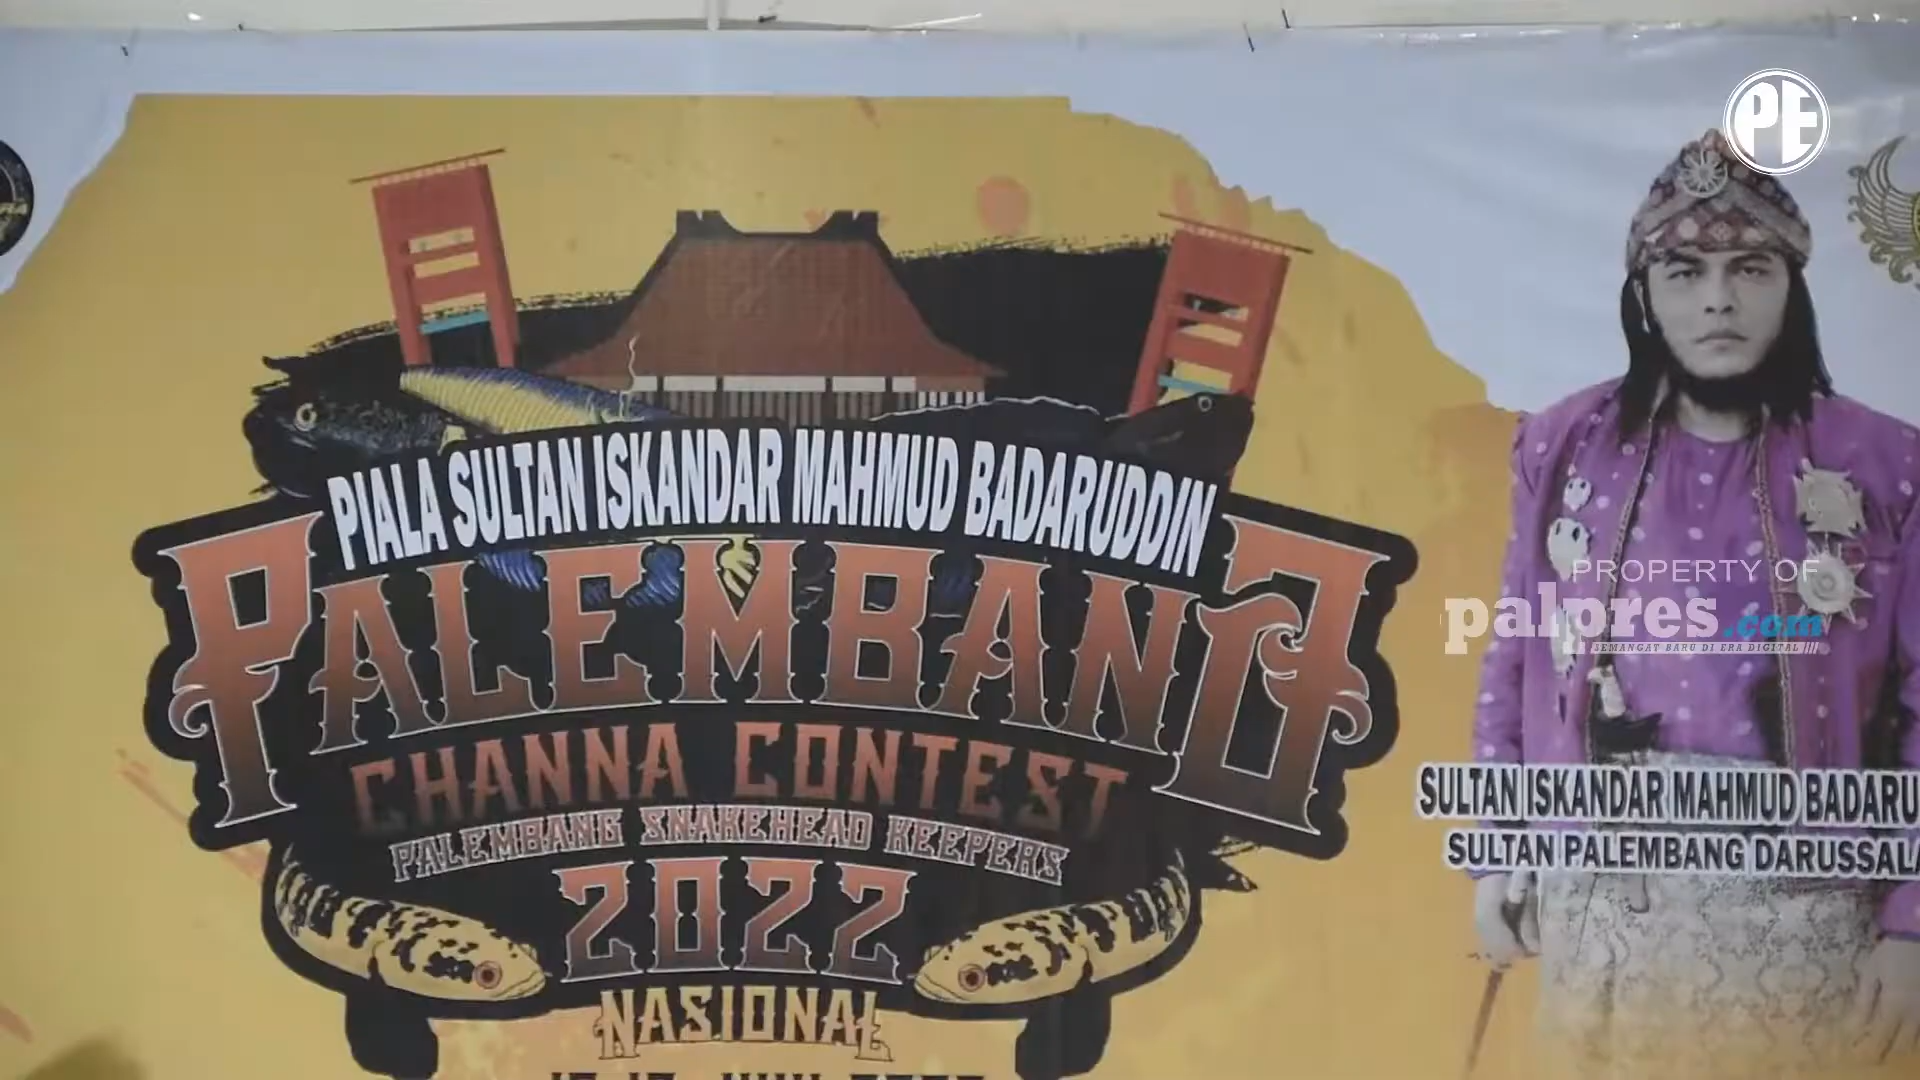 PE
PIALA SULTAN ISKANDAR MAHMUD BADARUDDIN
PALEMBANG
CHANNA CONTEST
PALEMBANG SNAKEHEAD KEEPERS
2022
NASIONAL
PROPERTY OF
palpres.com
SEMANGAT BARU DI ERA DIGITAL
SULTAN ISKANDAR MAHMUD BADARU
SULTAN PALEMBANG DARUSSALA